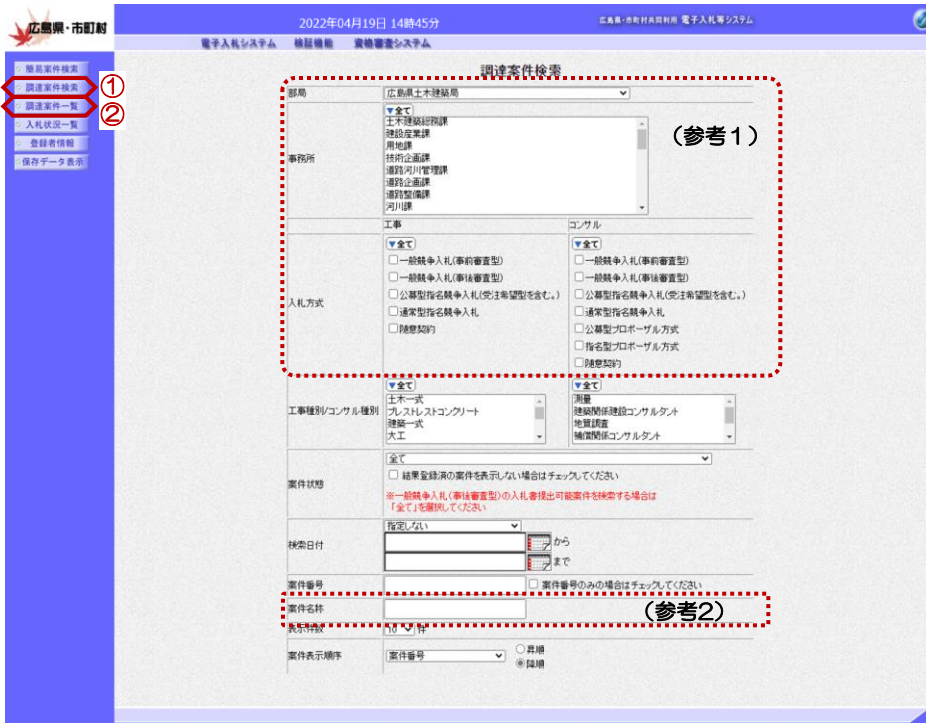 広島県・市町村
2022年04月19日 14時45分
広島県・市町村共同利用 電子入札等システム
電子入札システム 検証機能 資格審査システム
簡易案件検索
調達案件検索
①
調達案件一覧
②
入札状況一覧
登録者情報
保存データ表示
調達案件検索
部局
広島県土木建築局
事務所
▼全て
土木建築総務課
建設産業課
用地課
技術企画課
道路河川管理課
道路企画課
道路整備課
河川課
(参考1)
工事 コンサル
入札方式
▼全て
一般競争入札(事前審査型)
一般競争入札(事後審査型)
公募型指名競争入札(受注希望型を含む。)
通常型指名競争入札
随意契約
▼全て
一般競争入札(事前審査型)
一般競争入札(事後審査型)
公募型指名競争入札(受注希望型を含む。)
通常型指名競争入札
公募型プロポーザル方式
指名型プロポーザル方式
随意契約
工事種別/コンサル種別
▼全て
土木一式
プレストレストコンクリート
建築一式
大工
▼全て
測量
建築関係建設コンサルタント
地質調査
補償関係コンサルタント
案件状態
全て
結果登録済の案件を表示しない場合はチェックしてください
※一般競争入札(事後審査型)の入札書提出可能案件を検索する場合は
「全て」を選択してください
検索日付
指定しない
から
まで
案件番号
案件番号のみの場合はチェックしてください
案件名称
(参考2)
表示件数
10 件
案件表示順序
案件番号
昇順
降順